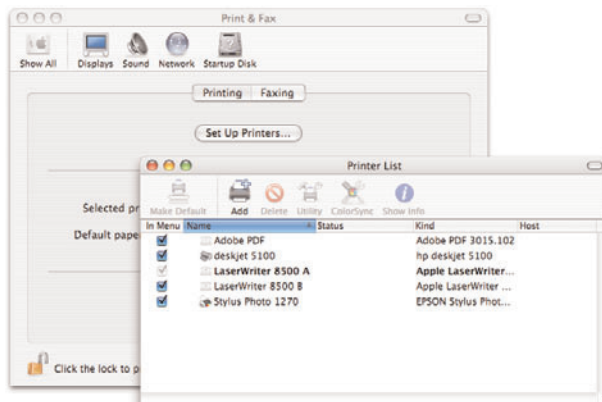 Print & Fax
Show All Displays Sound Network Startup Disk
Printing Faxing
Set Up Printers...
Printer List
Make Default Add Delete Utility ColorSync Show Info
Selected pr
Default pape
In Menu Name Status Kind Host
Adobe PDF Adobe PDF 3015.102
deskjet 5100 hp deskjet 5100
LaserWriter 8500 A Apple LaserWriter...
LaserWriter 8500 B Apple LaserWriter ...
Stylus Photo 1270 EPSON Stylus Phot...
Click the lock to p